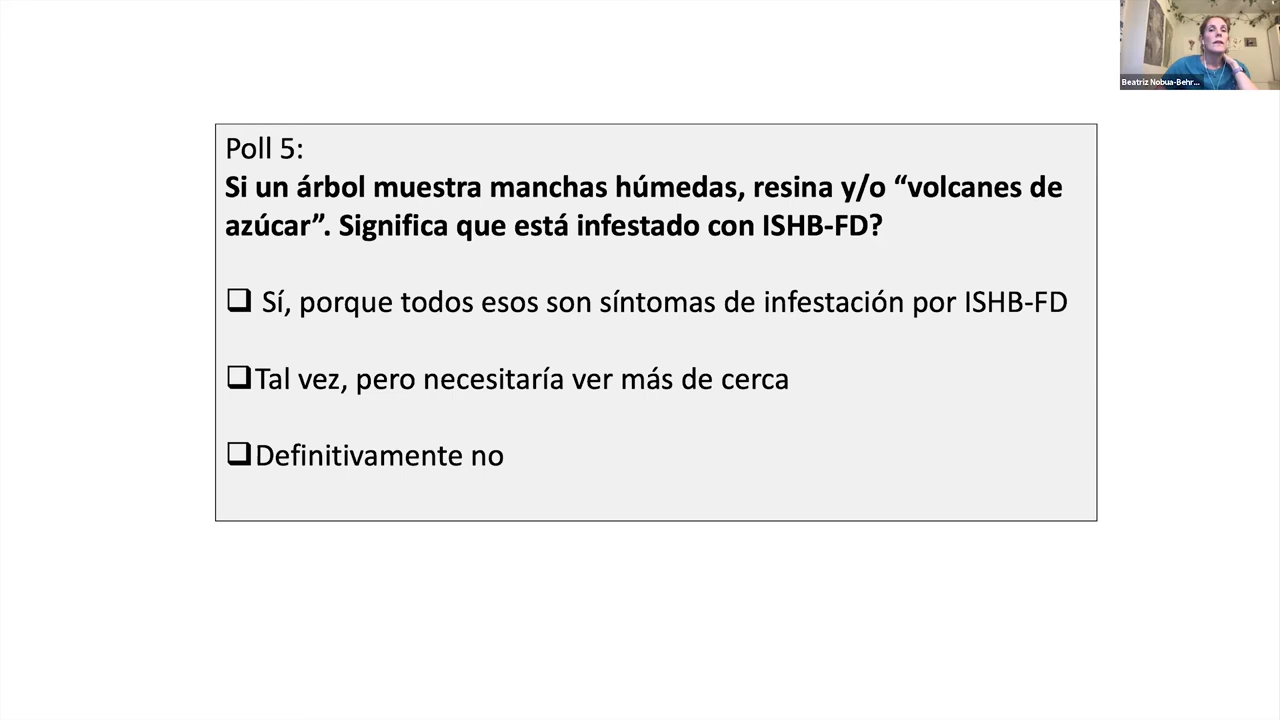 Beatriz Nobua-Behr...
Poll 5:
Si un árbol muestra manchas húmedas, resina y/o “volcanes de
azúcar”. Significa que está infestado con ISHB-FD?
Sí, porque todos esos son síntomas de infestación por ISHB-FD
Tal vez, pero necesitaría ver más de cerca
Definitivamente no